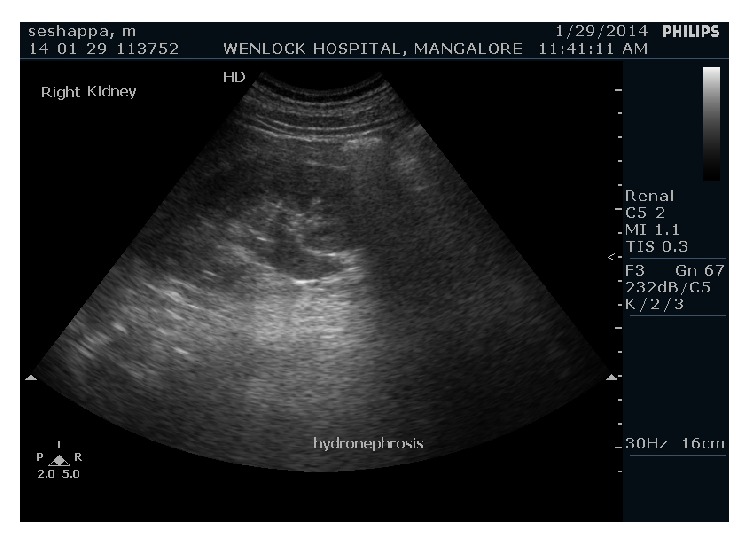 seshappa, m 1/29/2014 PHILIPS
14 01 29 113752 WENLOCK HOSPITAL, MANGALORE 11:41:11 AM
HD
Right Kidney
Renal
C5 2
MI 1.1
TIS 0.3
F3 Gn 67
232dB/C5
K/2/3
hydronephrosis
30Hz 16cm
I
P R
2.0 5.0